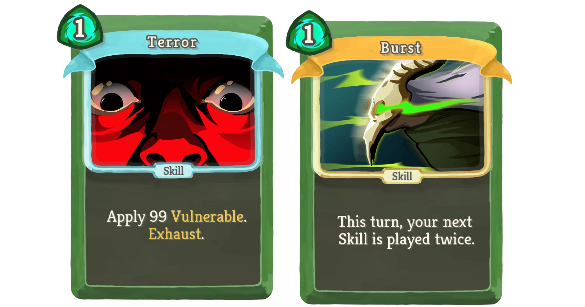 1
Terror
Skill
Apply 99 Vulnerable.
Exhaust.
1
Burst
Skill
This turn, your next
Skill is played twice.